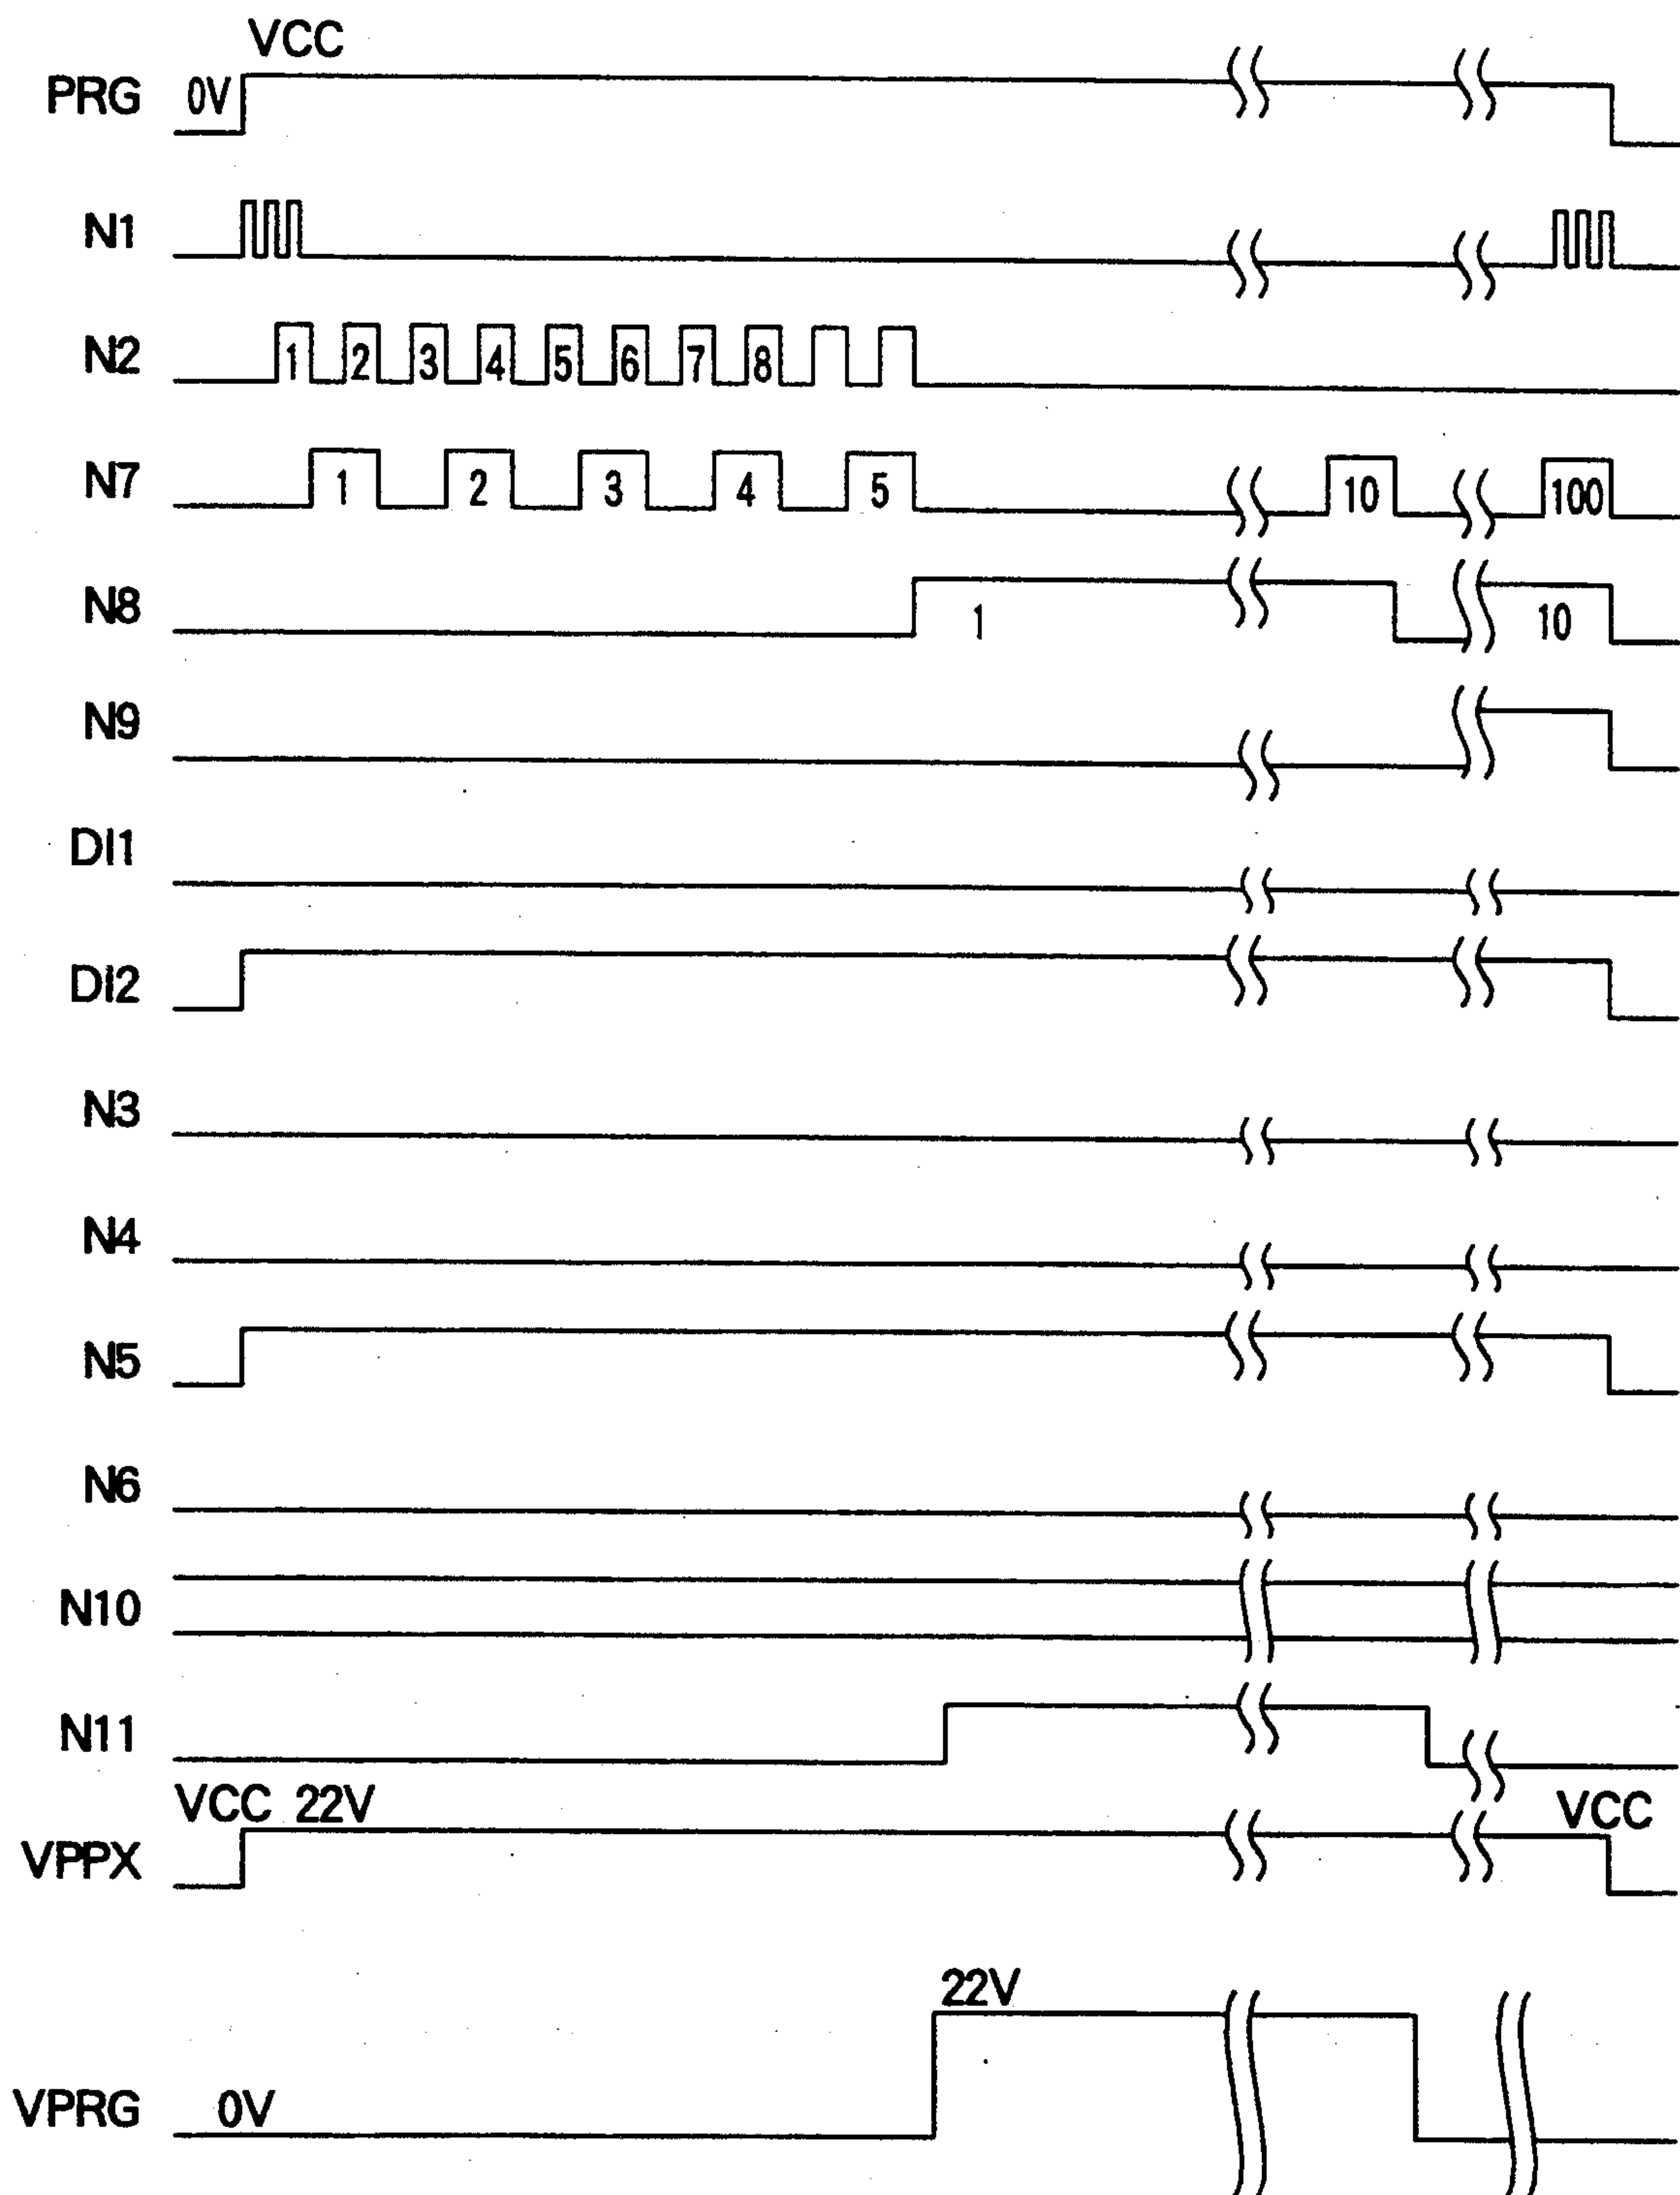 VCC
PRG 0V
N1
N2 1 2 3 4 5 6 7 8
N7 1 2 3 4 5 10 100
N8 1 10
N9
DI1
DI2
N3
N4
N5
N6
N10
N11
VCC 22V VCC
VPPX
22V
VPRG 0V